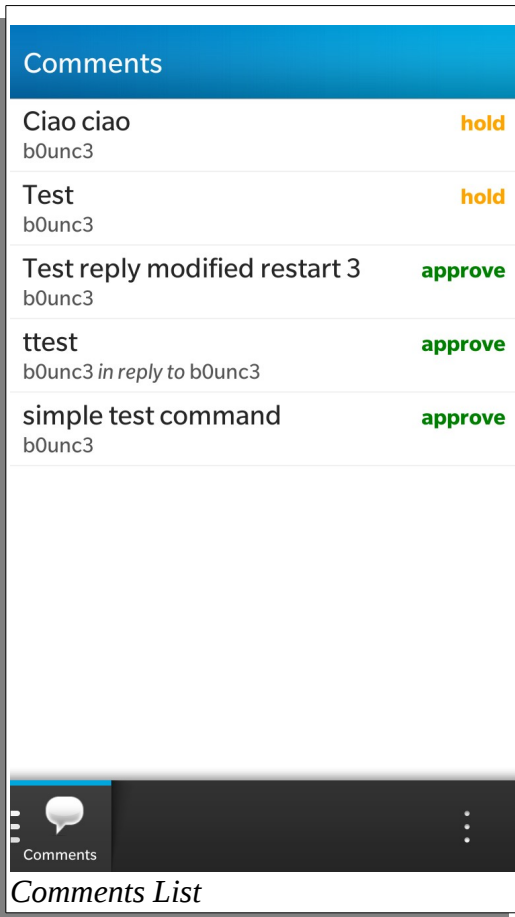 Comments
Ciao ciao hold
b0unc3
Test hold
b0unc3
Test reply modified restart 3 approve
b0unc3
ttest approve
b0unc3 in reply to b0unc3
simple test command approve
b0unc3
Comments
Comments List